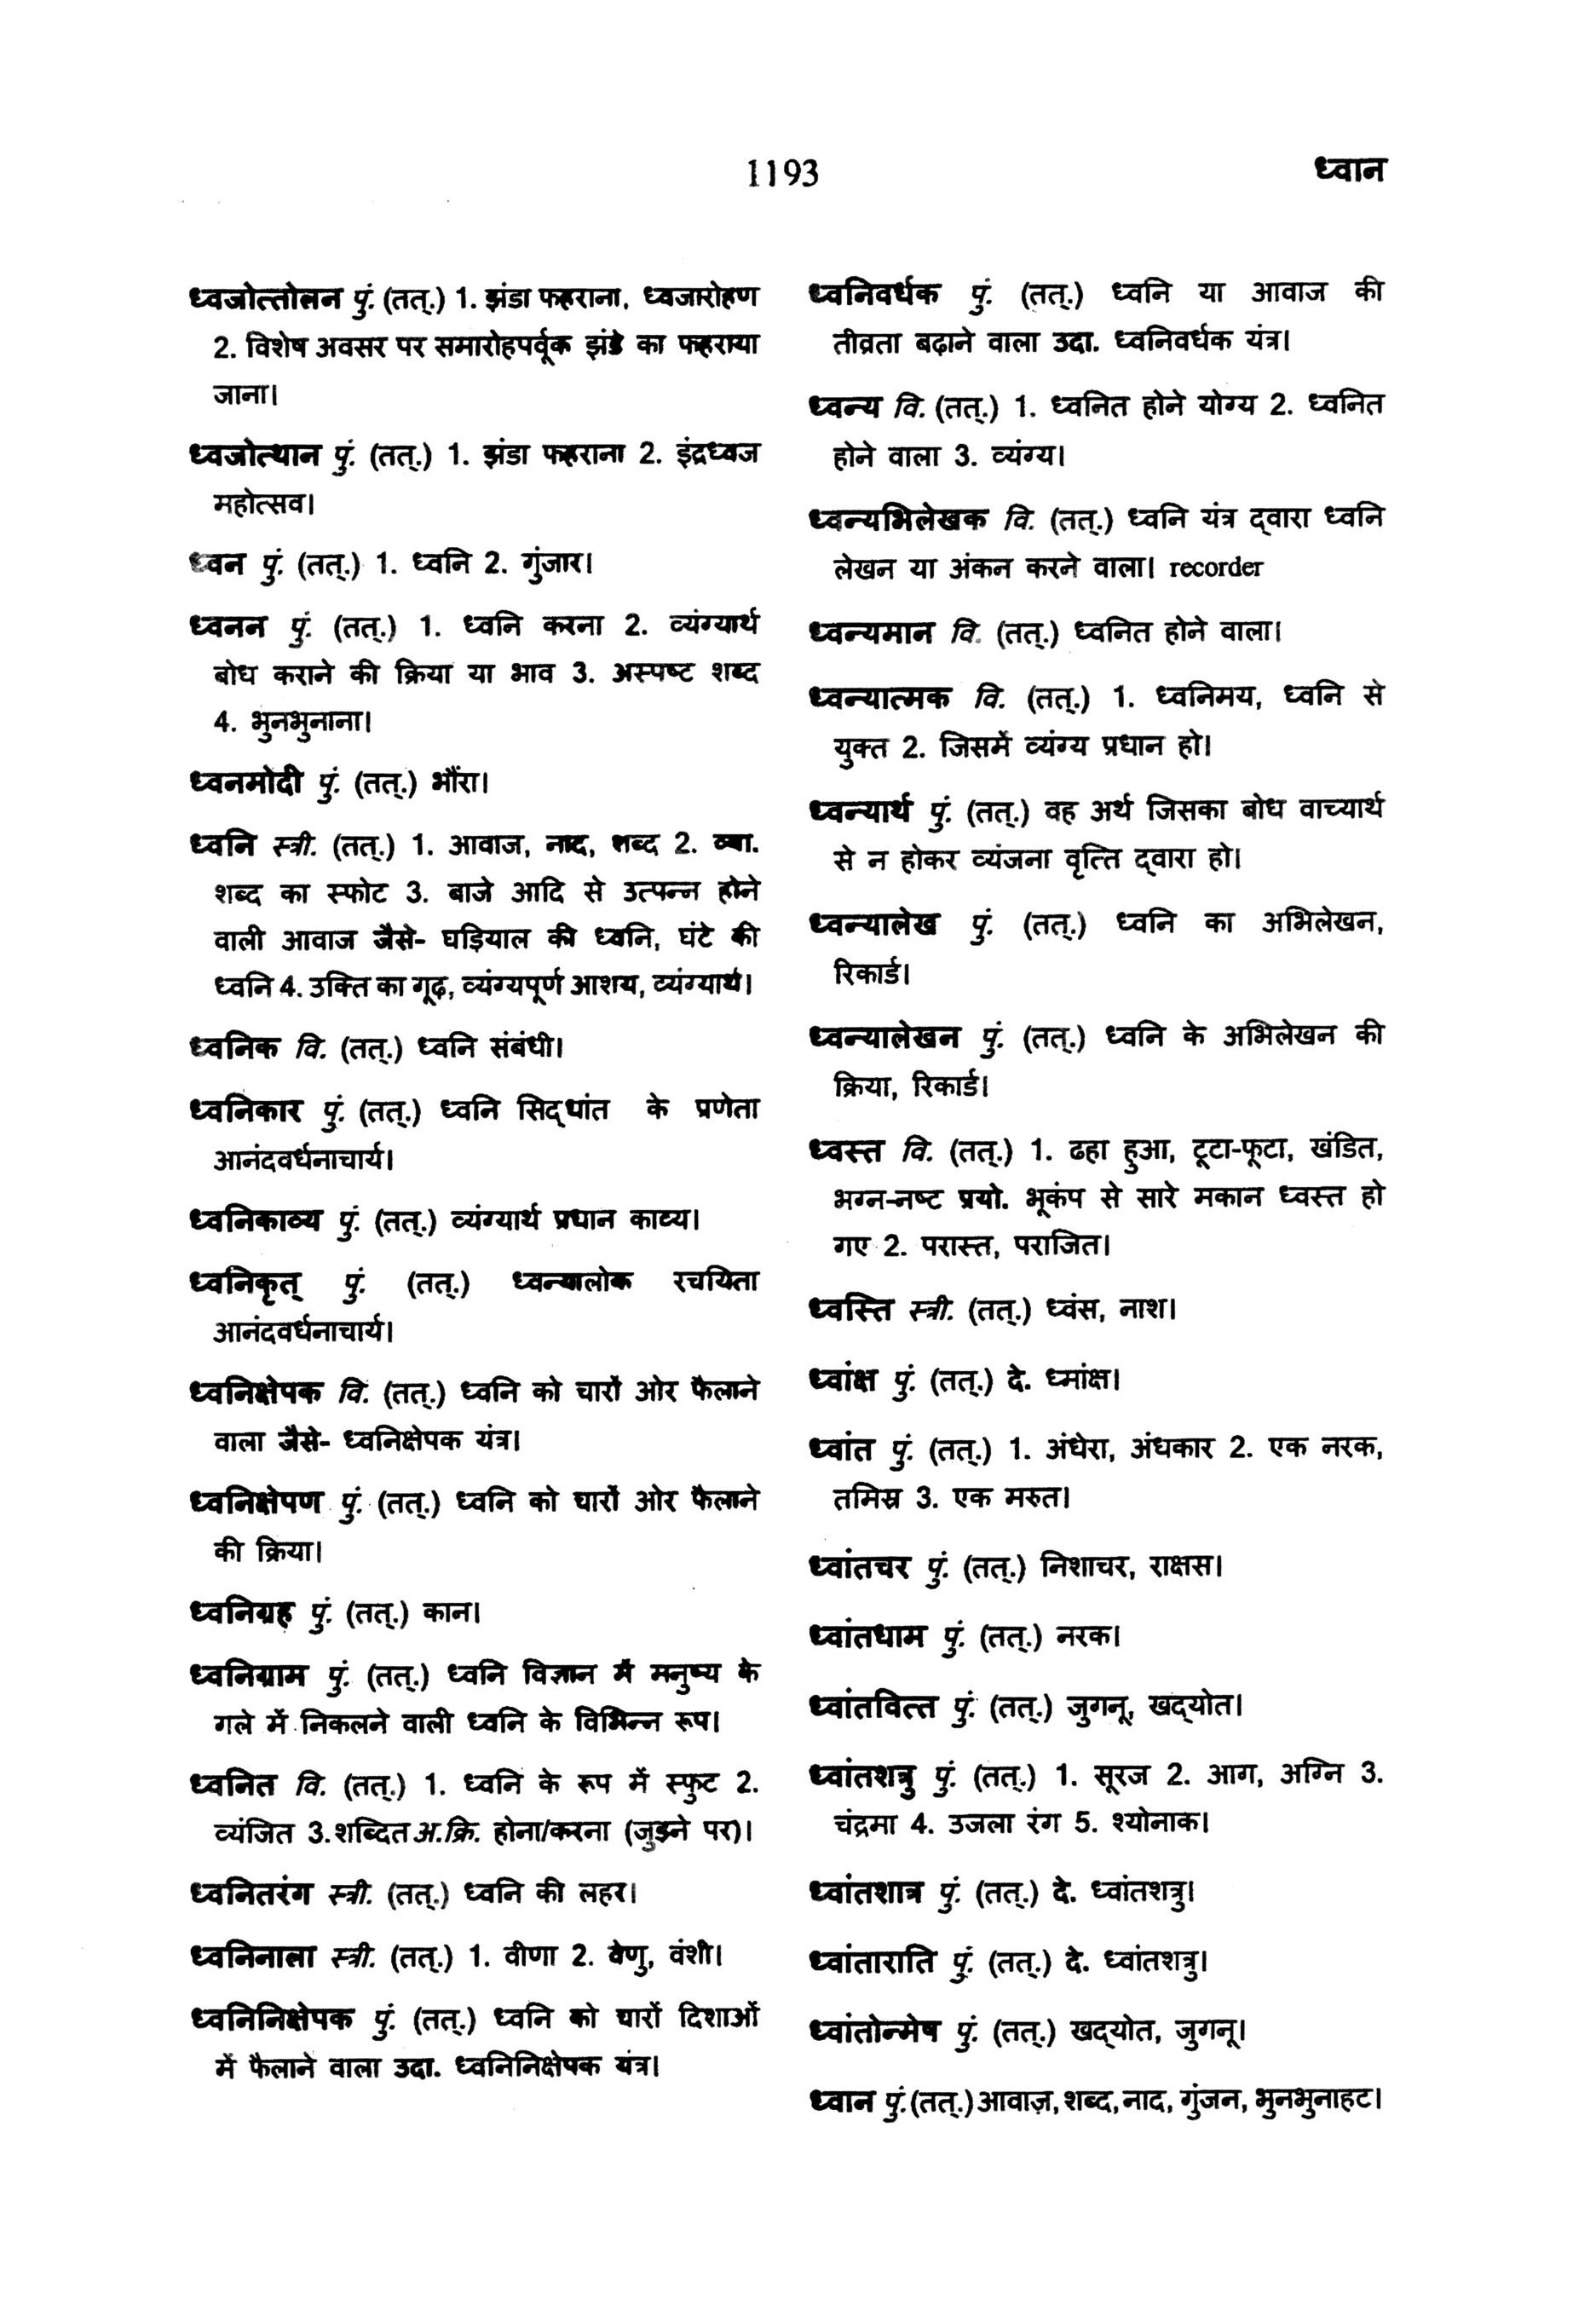 1193
ध्वान
ध्वजोत्तोलन पुं. (तत्.) 1. झंडा फहराना, ध्वजारोहण
2. विशेष अवसर पर समारोहपर्वूक झंडे का फहराया
जाना।
ध्वजोत्थान पुं. (तत्.) 1. झंडा फहराना 2. इंद्रध्वज
महोत्सव।
ध्वन पुं. (तत्.) 1. ध्वनि 2. गुंजार।
ध्वनन पुं. (तत्.) 1. ध्वनि करना 2. व्यंग्यार्थ
बोध कराने की क्रिया या भाव 3. अस्पष्ट शब्द
4. भुनभुनाना।
ध्वनमोदी पुं. (तत्.) भौंरा।
ध्वनि स्त्री. (तत्.) 1. आवाज, नाद, शब्द 2. व्या.
शब्द का स्फोट 3. बाजे आदि से उत्पन्न होने
वाली आवाज जैसे- घड़ियाल की ध्वनि, घंटे की
ध्वनि 4. उक्ति का गूढ़, व्यंग्यपूर्ण आशय, व्यंग्यार्थ।
ध्वनिक वि. (तत्.) ध्वनि संबंधी।
ध्वनिकार पुं. (तत्.) ध्वनि सिद्धांत के प्रणेता
आनंदवर्धनाचार्य।
ध्वनिकाव्य पुं. (तत्.) व्यंग्यार्थ प्रधान काव्य।
ध्वनिकृत् पुं. (तत्.) ध्वन्यालोक रचयिता
आनंदवर्धनाचार्य।
ध्वनिक्षेपक वि. (तत्.) ध्वनि को चारों ओर फैलाने
वाला जैसे- ध्वनिक्षेपक यंत्र।
ध्वनिक्षेपण पुं. (तत्.) ध्वनि को चारों ओर फैलाने
की क्रिया।
ध्वनिग्रह पुं. (तत्.) कान।
ध्वनिग्राम पुं. (तत्.) ध्वनि विज्ञान में मनुष्य के
गले में निकलने वाली ध्वनि के विभिन्न रूप।
ध्वनित वि. (तत्.) 1. ध्वनि के रूप में स्फुट 2.
व्यंजित 3.शब्दित अ.क्रि. होना/करना (जुड़ने पर)।
ध्वनितरंग स्त्री. (तत्.) ध्वनि की लहर।
ध्वनिनाला स्त्री. (तत्.) 1. वीणा 2. वेणु, वंशी।
ध्वनिनिक्षेपक पुं. (तत्.) ध्वनि को चारों दिशाओं
में फैलाने वाला उदा. ध्वनिनिक्षेपक यंत्र।
ध्वनिवर्धक पुं. (तत्.) ध्वनि या आवाज की
तीव्रता बढ़ाने वाला उदा. ध्वनिवर्धक यंत्र।
ध्वन्य वि. (तत्.) 1. ध्वनित होने योग्य 2. ध्वनित
होने वाला 3. व्यंग्य।
ध्वन्यभिलेखक वि. (तत्.) ध्वनि यंत्र द्वारा ध्वनि
लेखन या अंकन करने वाला। recorder
ध्वन्यमान वि. (तत्.) ध्वनित होने वाला।
ध्वन्यात्मक वि. (तत्.) 1. ध्वनिमय, ध्वनि से
युक्त 2. जिसमें व्यंग्य प्रधान हो।
ध्वन्यार्थ पुं. (तत्.) वह अर्थ जिसका बोध वाच्यार्थ
से न होकर व्यंजना वृत्ति द्वारा हो।
ध्वन्यालेख पुं. (तत्.) ध्वनि का अभिलेखन,
रिकार्ड।
ध्वन्यालेखन पुं. (तत्.) ध्वनि के अभिलेखन की
क्रिया, रिकार्ड।
ध्वस्त वि. (तत्.) 1. ढहा हुआ, टूटा-फूटा, खंडित,
भग्न-नष्ट प्रयो. भूकंप से सारे मकान ध्वस्त हो
गए 2. परास्त, पराजित।
ध्वस्ति स्त्री. (तत्.) ध्वंस, नाश।
ध्वांक्ष पुं. (तत्.) दे. ध्मांक्ष।
ध्वांत पुं. (तत्.) 1. अंधेरा, अंधकार 2. एक नरक,
तमिस्र 3. एक मरुत।
ध्वांतचर पुं. (तत्.) निशाचर, राक्षस।
ध्वांतधाम पुं. (तत्.) नरक।
ध्वांतवित्त पुं. (तत्.) जुगनू, खद्योत।
ध्वांतशत्रु पुं. (तत्.) 1. सूरज 2. आग, अग्नि 3.
चंद्रमा 4. उजला रंग 5. श्योनाक।
ध्वांतशात्र पुं. (तत्.) दे. ध्वांतशत्रु।
ध्वांताराति पुं. (तत्.) दे. ध्वांतशत्रु।
ध्वांतोन्मेष पुं. (तत्.) खद्योत, जुगनू।
ध्वान पुं.(तत्.) आवाज़, शब्द, नाद, गुंजन, भुनभुनाहट।